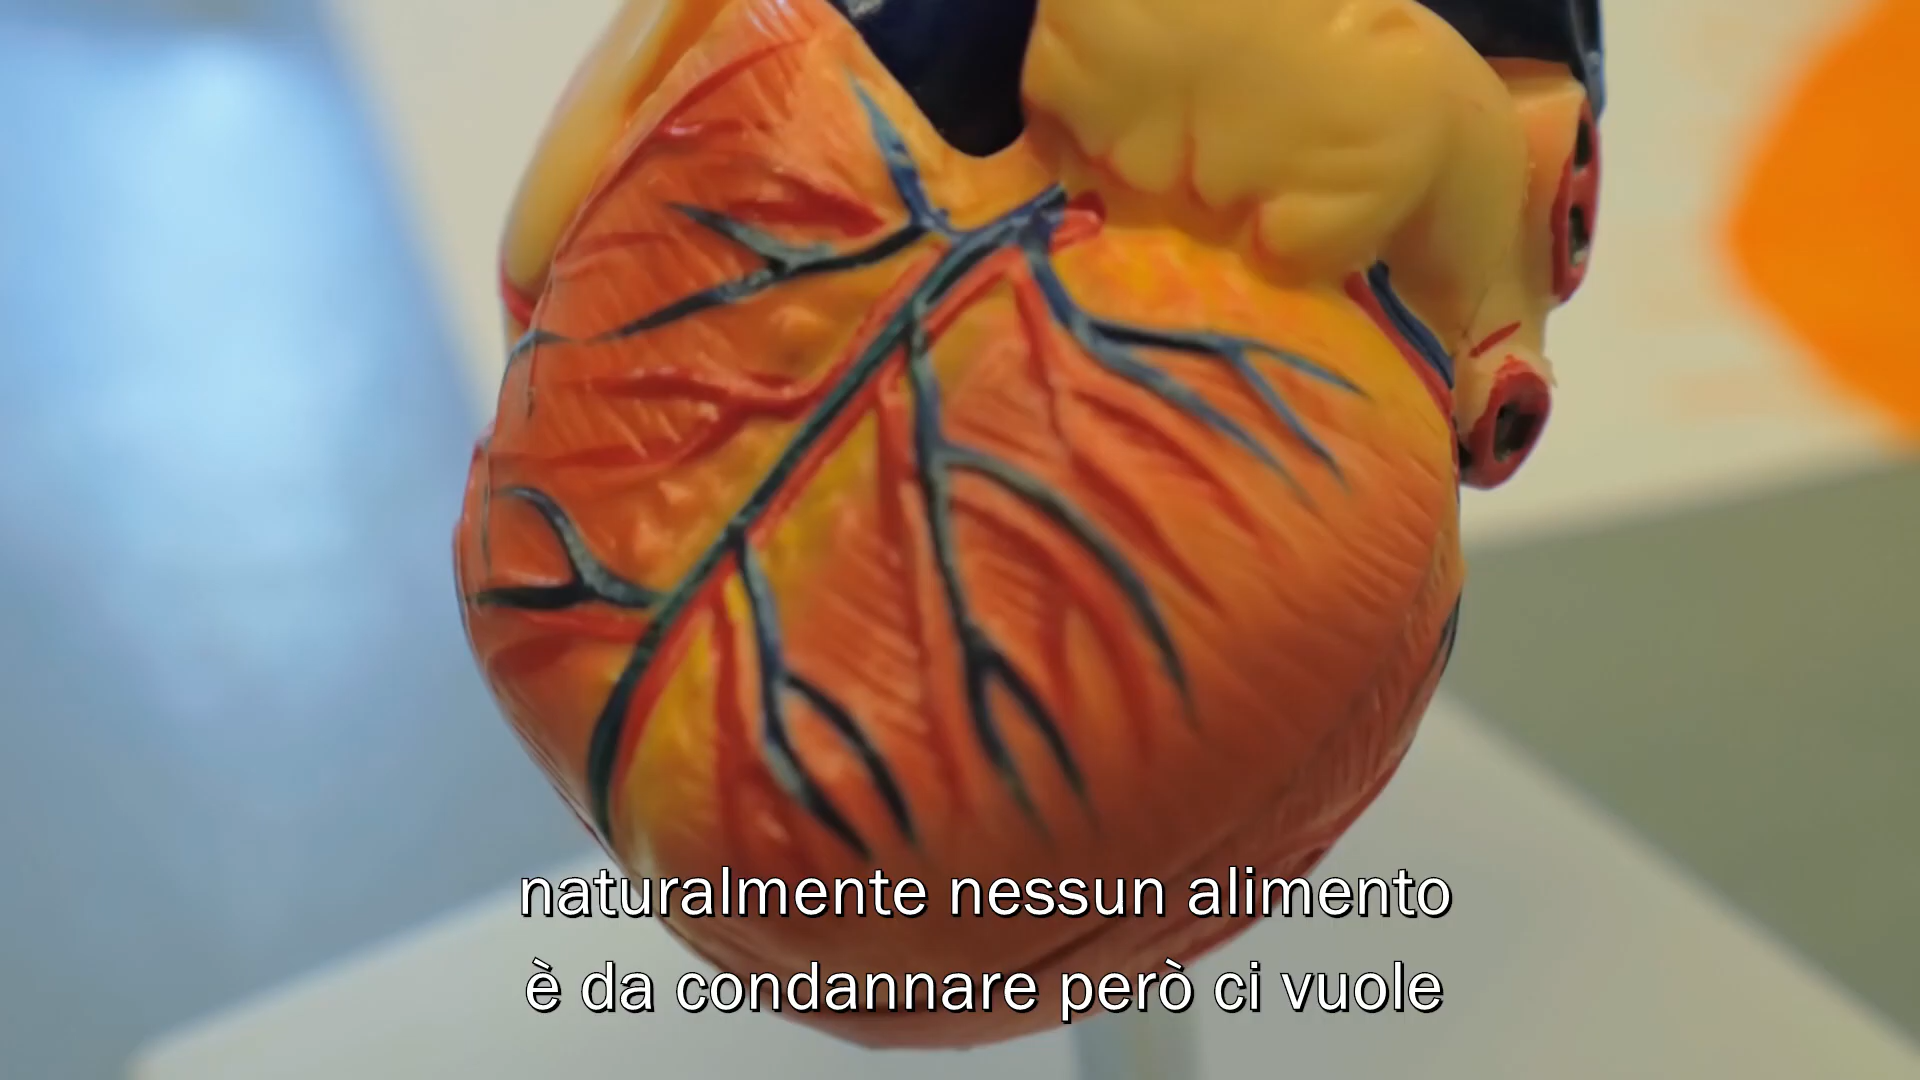 naturalmente nessun alimento
è da condannare però ci vuole